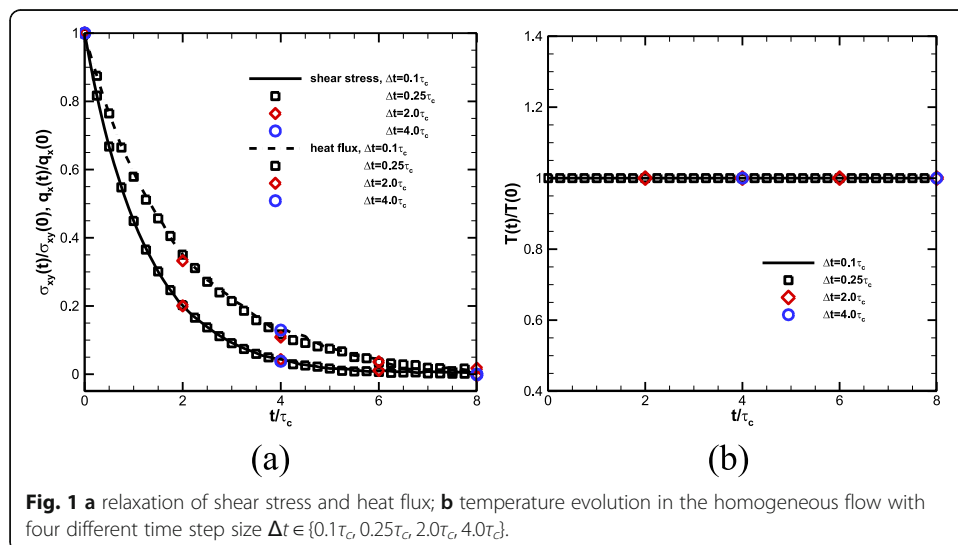 σxy(t)/σxy(0), qx(t)/qx(0)
1
0.8
0.6
0.4
0.2
0
0 2 4 6 8
t/τc
shear stress, Δt=0.1τc
Δt=0.25τc
Δt=2.0τc
Δt=4.0τc
heat flux, Δt=0.1τc
Δt=0.25τc
Δt=2.0τc
Δt=4.0τc
(a)
T(t)/T(0)
1.4
1.2
1
0.8
0.6
0.4
0 2 4 6 8
t/τc
Δt=0.1τc
Δt=0.25τc
Δt=2.0τc
Δt=4.0τc
(b)
Fig. 1 a relaxation of shear stress and heat flux; b temperature evolution in the homogeneous flow with
four different time step size Δt ∈ {0.1τc, 0.25τc, 2.0τc, 4.0τc}.